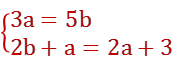 3a = 5b
2b + a = 2a + 3